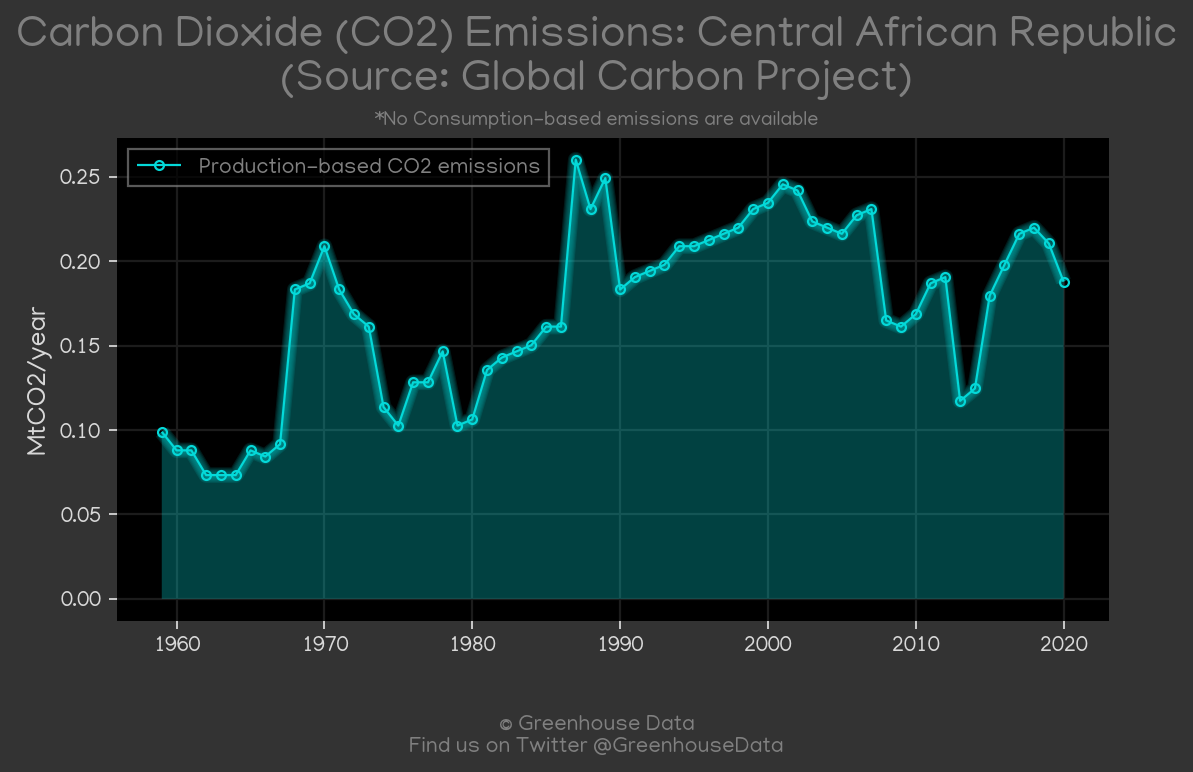 Carbon Dioxide (CO2) Emissions: Central African Republic
(Source: Global Carbon Project)
*No Consumption-based emissions are available
Production-based CO2 emissions
0.25
0.20
0.15
0.10
0.05
0.00
MtCO2/year
1960 1970 1980 1990 2000 2010 2020
© Greenhouse Data
Find us on Twitter @GreenhouseData